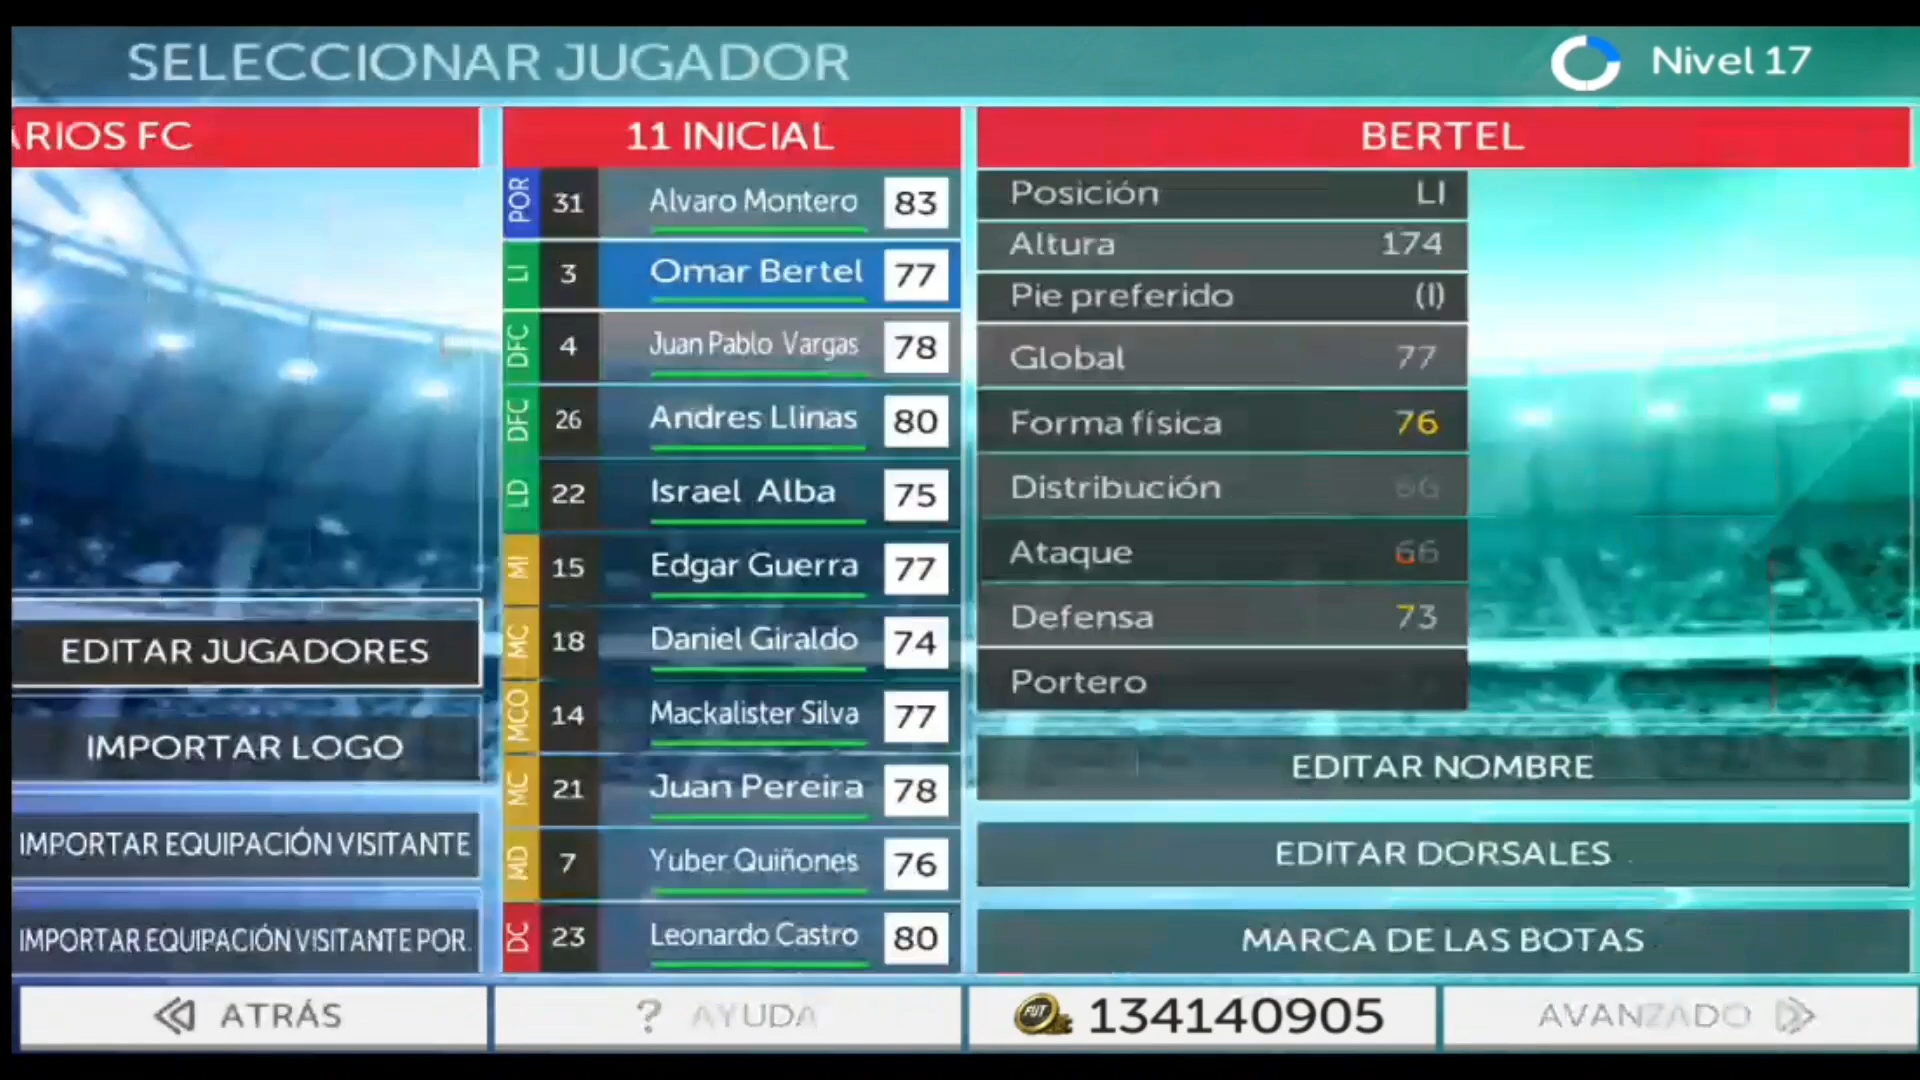 SELECCIONAR JUGADOR
Nivel 17
ARIOS FC
EDITAR JUGADORES
IMPORTAR LOGO
IMPORTAR EQUIPACIÓN VISITANTE
IMPORTAR EQUIPACIÓN VISITANTE POR.
11 INICIAL
POR 31 Alvaro Montero 83
LI 3 Omar Bertel 77
DFC 4 Juan Pablo Vargas 78
DFC 26 Andres Llinas 80
LD 22 Israel Alba 75
MI 15 Edgar Guerra 77
MC 18 Daniel Giraldo 74
MCO 14 Mackalister Silva 77
MC 21 Juan Pereira 78
MD 7 Yuber Quiñones 76
DC 23 Leonardo Castro 80
BERTEL
Posición LI
Altura 174
Pie preferido (I)
Global 77
Forma física 76
Distribución 66
Ataque 66
Defensa 73
Portero
EDITAR NOMBRE
EDITAR DORSALES
MARCA DE LAS BOTAS
ATRÁS
? AYUDA
FUT 134140905
AVANZADO